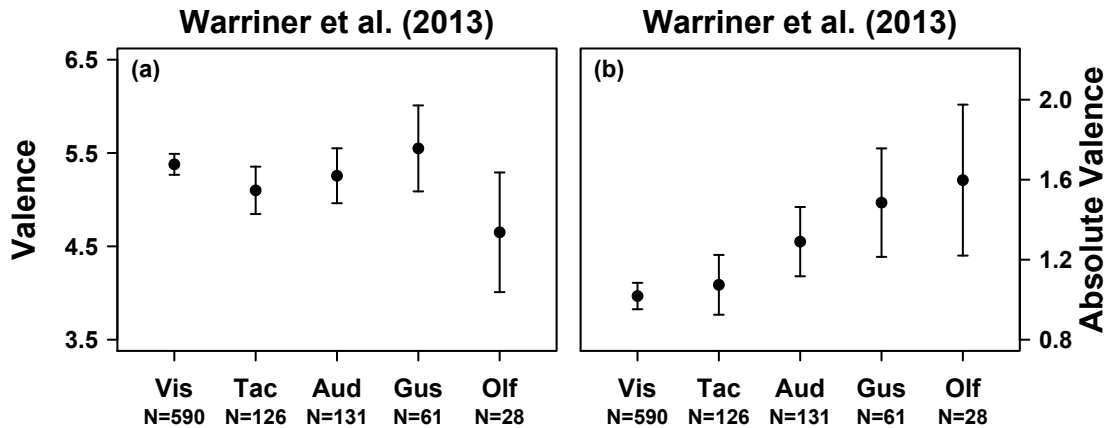 Warriner et al. (2013)
Warriner et al. (2013)
(a)
(b)
Valence
6.5
5.5
4.5
3.5
Absolute Valence
2.0
1.6
1.2
0.8
Vis Tac Aud Gus Olf
N=590 N=126 N=131 N=61 N=28
Vis Tac Aud Gus Olf
N=590 N=126 N=131 N=61 N=28